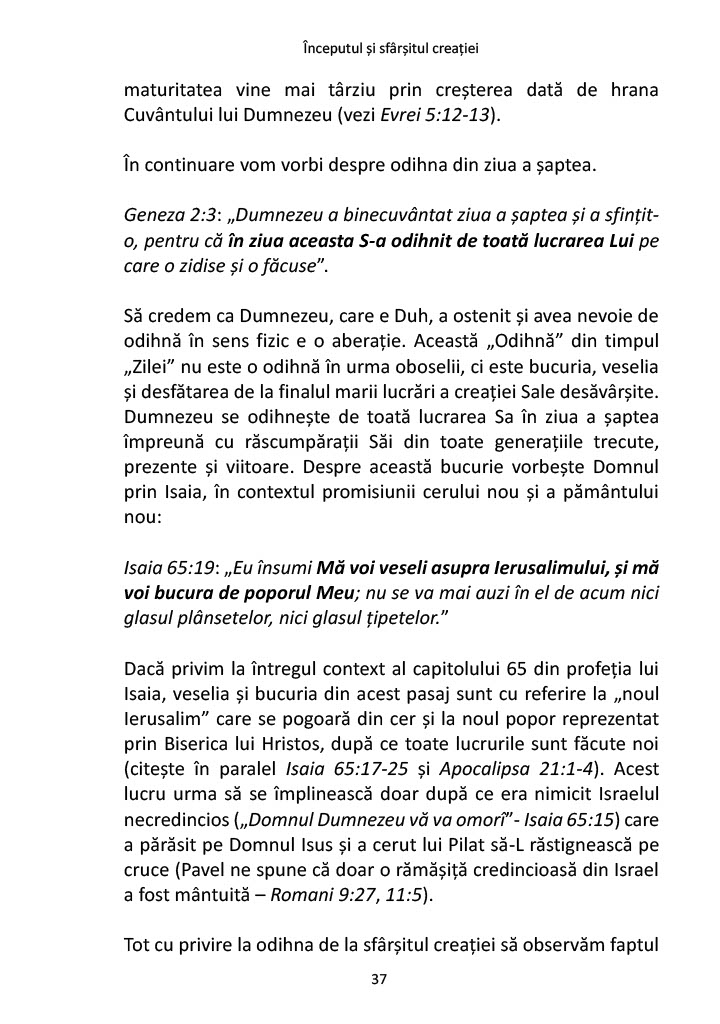 Începutul și sfârșitul creației
maturitatea vine mai târziu prin creșterea dată de hrana
Cuvântului lui Dumnezeu (vezi Evrei 5:12-13).
În continuare vom vorbi despre odihna din ziua a șaptea.
Geneza 2:3: „Dumnezeu a binecuvântat ziua a șaptea și a sfințit-
o, pentru că în ziua aceasta S-a odihnit de toată lucrarea Lui pe
care o zidise și o făcuse”.
Să credem ca Dumnezeu, care e Duh, a ostenit și avea nevoie de
odihnă în sens fizic e o aberație. Această „Odihnă” din timpul
„Zilei” nu este o odihnă în urma oboselii, ci este bucuria, veselia
și desfătarea de la finalul marii lucrări a creației Sale desăvârșite.
Dumnezeu se odihnește de toată lucrarea Sa în ziua a șaptea
împreună cu răscumpărații Săi din toate generațiile trecute,
prezente și viitoare. Despre această bucurie vorbește Domnul
prin Isaia, în contextul promisiunii cerului nou și a pământului
nou:
Isaia 65:19: „Eu însumi Mă voi veseli asupra Ierusalimului, și mă
voi bucura de poporul Meu; nu se va mai auzi în el de acum nici
glasul plânsetelor, nici glasul țipetelor.”
Dacă privim la întregul context al capitolului 65 din profeția lui
Isaia, veselia și bucuria din acest pasaj sunt cu referire la „noul
Ierusalim” care se pogoară din cer și la noul popor reprezentat
prin Biserica lui Hristos, după ce toate lucrurile sunt făcute noi
(citește în paralel Isaia 65:17-25 și Apocalipsa 21:1-4). Acest
lucru urma să se împlinească doar după ce era nimicit Israelul
necredincios („Domnul Dumnezeu vă va omorî”- Isaia 65:15) care
a părăsit pe Domnul Isus și a cerut lui Pilat să-L răstignească pe
cruce (Pavel ne spune că doar o rămășiță credincioasă din Israel
a fost mântuită – Romani 9:27, 11:5).
Tot cu privire la odihna de la sfârșitul creației să observăm faptul
37